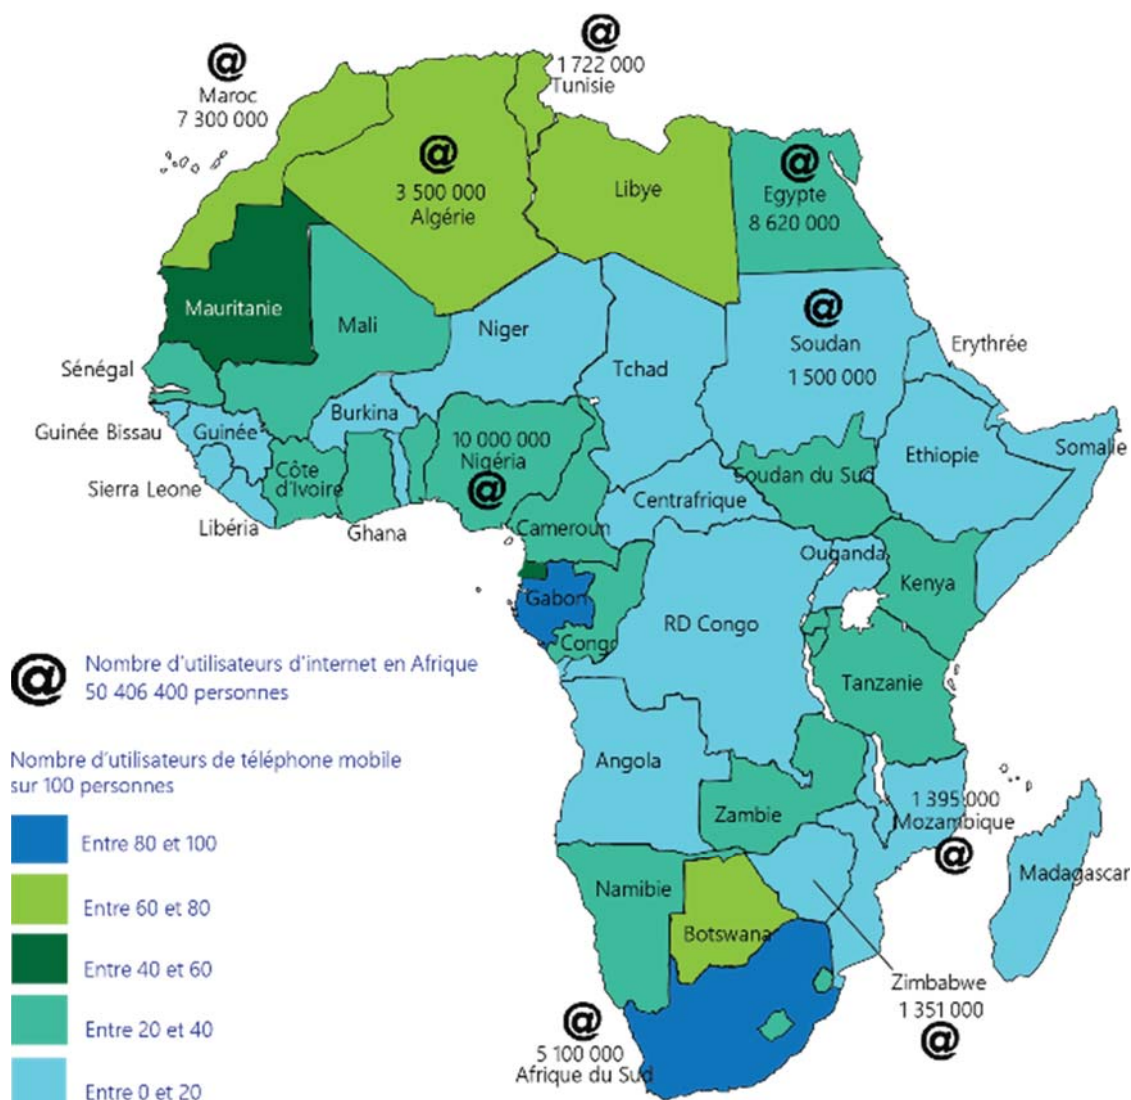 @
1 722 000
Tunisie
@
Maroc
7 300 000
@
3 500 000
Algérie
Libye
@
Egypte
8 620 000
Mauritanie
Mali
Niger
Tchad
@
Soudan
1 500 000
Erythrée
Sénégal
Burkina
Guinée Bissau
Guinée
10 000 000
Nigéria
@
Ethiopie
Somalie
Côte
d'Ivoire
Soudan du Sud
Sierra Leone
Centrafrique
Libéria
Ghana
Cameroun
Ouganda
Kenya
Gabon
RD Congo
Congo
Tanzanie
@ Nombre d'utilisateurs d'internet en Afrique
50 406 400 personnes
Angola
Zambie
1 395 000
Mozambique
@
Madagascar
Namibie
Botswana
Zimbabwe
1 351 000
@
@
5 100 000
Afrique du Sud
Nombre d'utilisateurs de téléphone mobile
sur 100 personnes
Entre 80 et 100
Entre 60 et 80
Entre 40 et 60
Entre 20 et 40
Entre 0 et 20